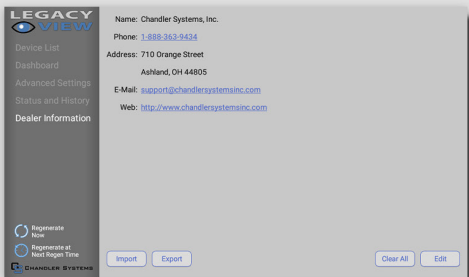 LEGACY
VIEW
Device List
Dashboard
Advanced Settings
Status and History
Dealer Information
Regenerate
Now
Regenerate at
Next Regen Time
CHANDLER SYSTEMS
Name: Chandler Systems, Inc.
Phone: 1-888-363-9434
Address: 710 Orange Street
Ashland, OH 44805
E-Mail: support@chandlersystemsinc.com
Web: http://www.chandlersystemsinc.com
Import
Export
Clear All
Edit